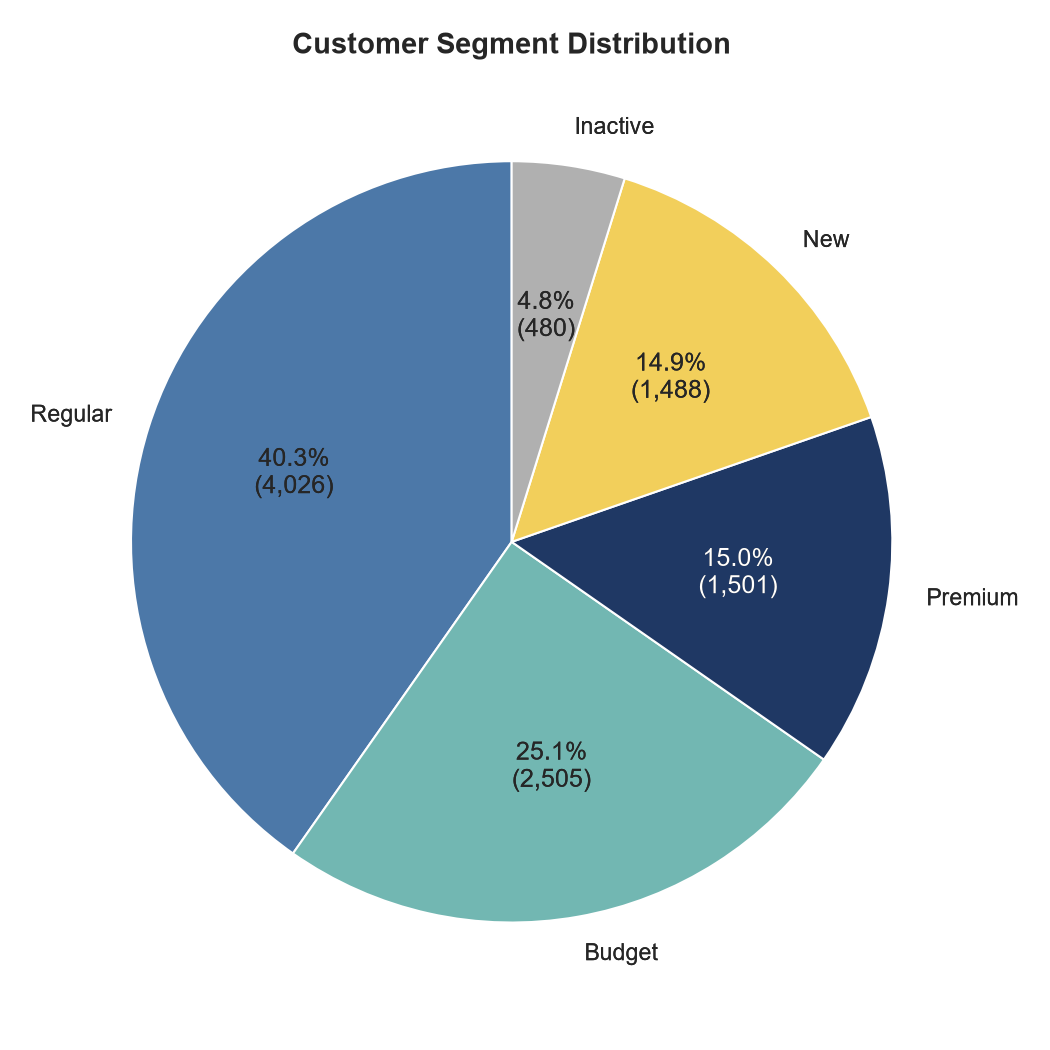 Customer Segment Distribution
Inactive
New
4.8%
(480)
14.9%
(1,488)
Regular
40.3%
(4,026)
15.0%
(1,501)
Premium
25.1%
(2,505)
Budget